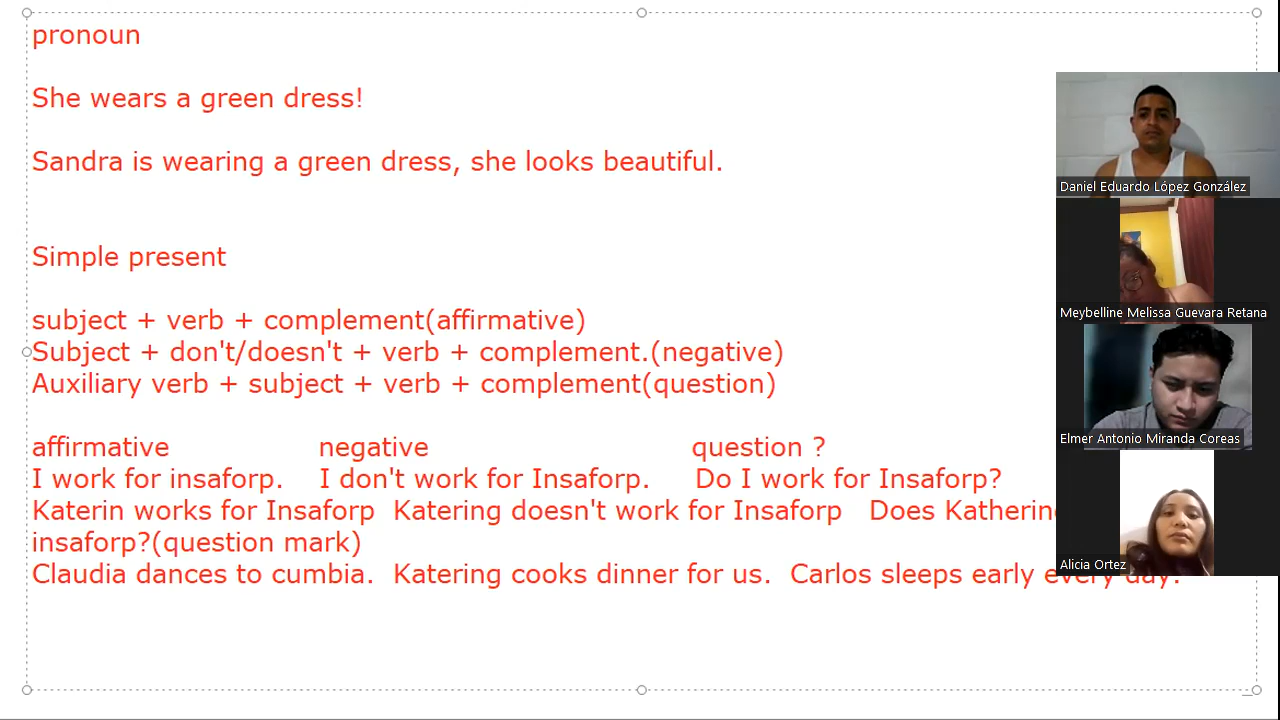 pronoun
She wears a green dress!
Sandra is wearing a green dress, she looks beautiful.
Simple present
subject + verb + complement(affirmative)
Subject + don't/doesn't + verb + complement.(negative)
Auxiliary verb + subject + verb + complement(question)
affirmative negative question ?
I work for insaforp. I don't work for Insaforp. Do I work for Insaforp?
Katerin works for Insaforp Katering doesn't work for Insaforp Does
insaforp?(question mark)
Claudia dances to cumbia. Katering cooks dinner for us. Carlos sleeps early every day.
Daniel Eduardo López González
Meybelline Melissa Guevara Retana
Elmer Antonio Miranda Coreas
Alicia Ortez